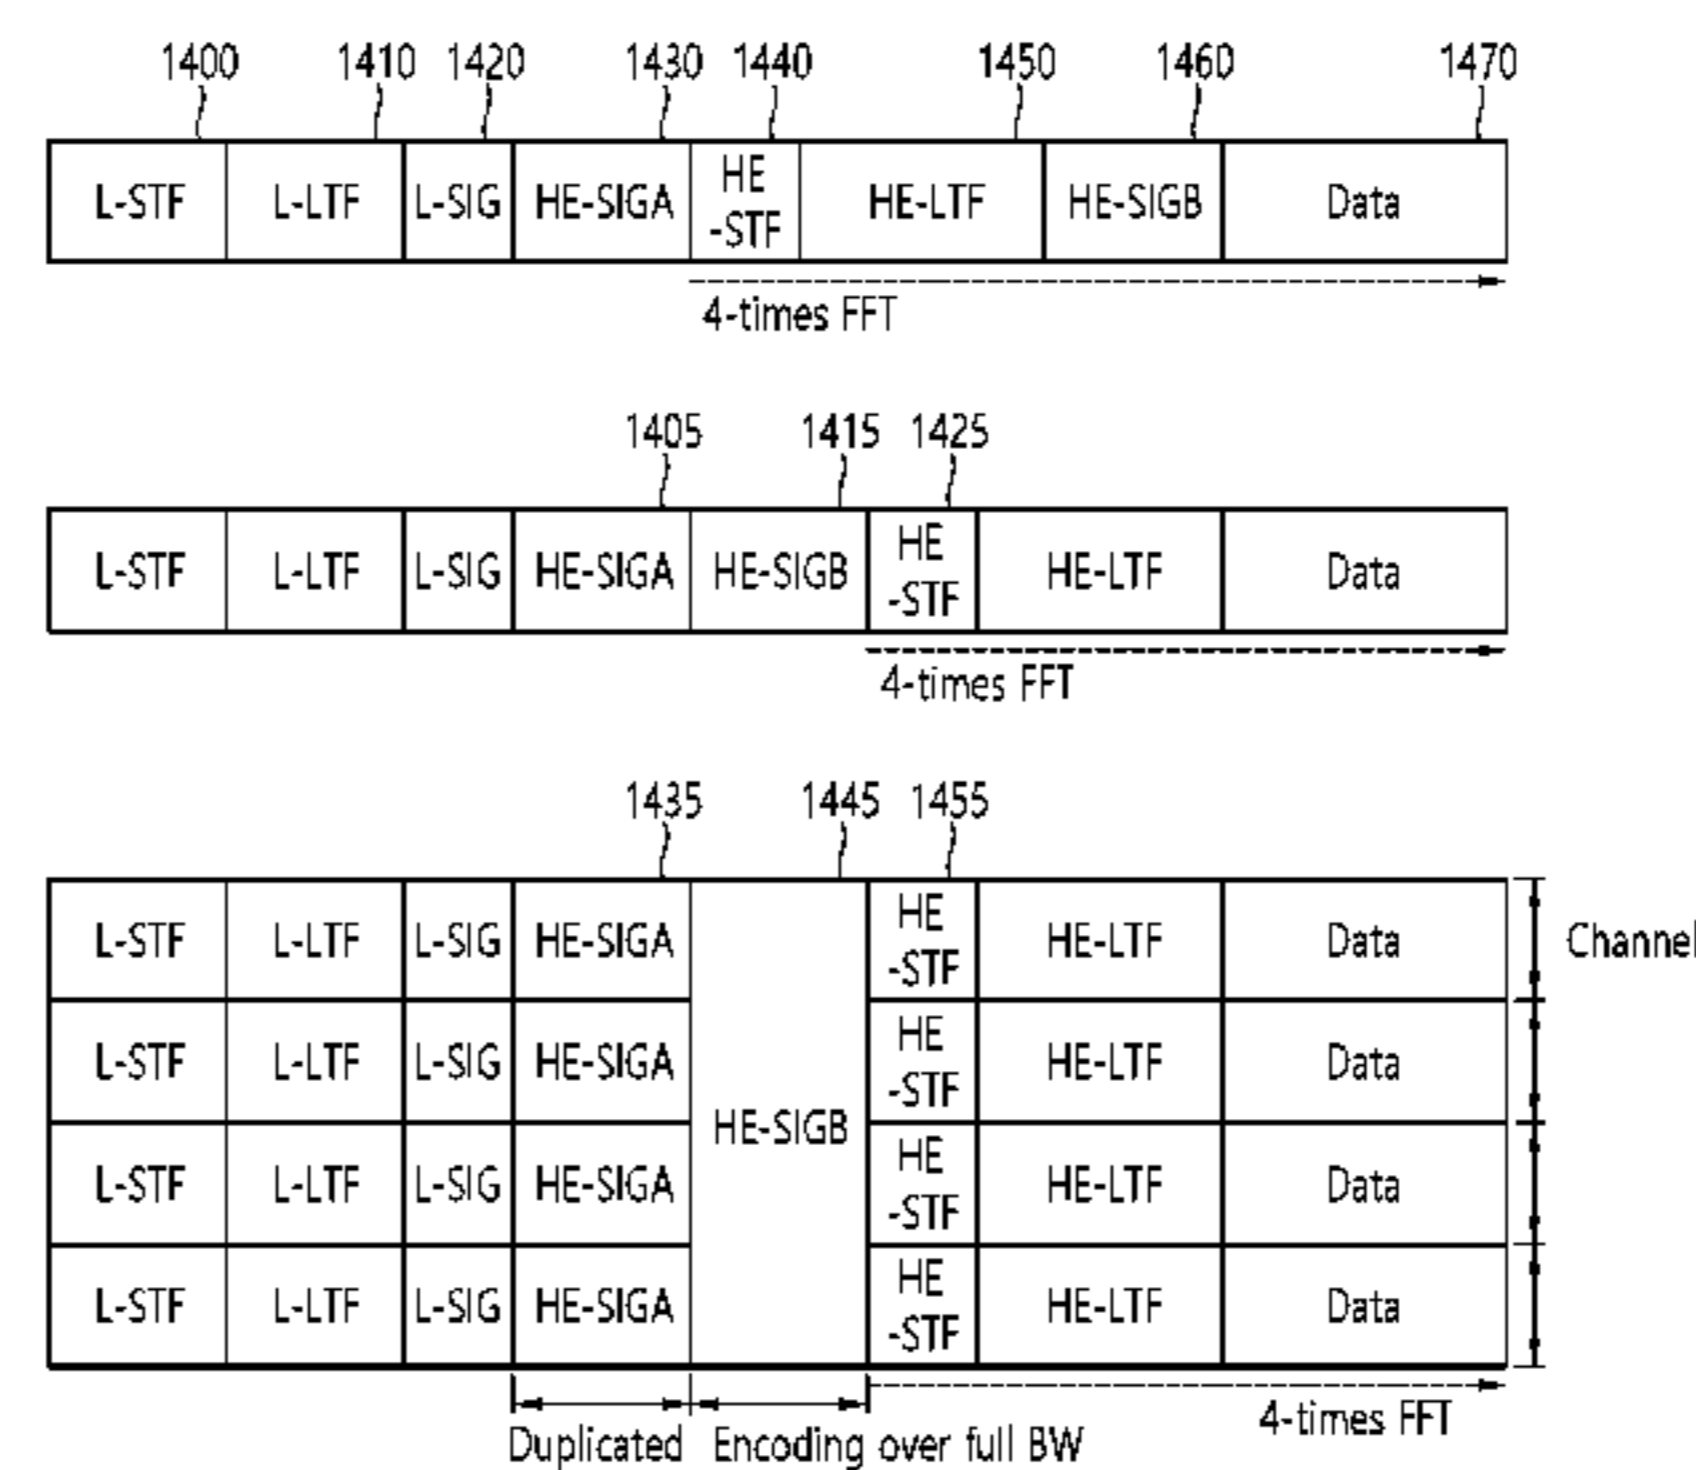 1400 1410 1420 1430 1440 1450 1460 1470
L-STF L-LTF L-SIG HE-SIGA HE HE-LTF HE-SIGB Data
-STF
4-times FFT
1405 1415 1425
L-STF L-LTF L-SIG HE-SIGA HE-SIGB HE HE-LTF Data
-STF
4-times FFT
1435 1445 1455
L-STF L-LTF L-SIG HE-SIGA HE HE-LTF Data Channel
-STF
L-STF L-LTF L-SIG HE-SIGA HE HE-LTF Data
-STF
HE-SIGB
L-STF L-LTF L-SIG HE-SIGA HE HE-LTF Data
-STF
L-STF L-LTF L-SIG HE-SIGA HE HE-LTF Data
-STF
4-times FFT
Duplicated Encoding over full BW